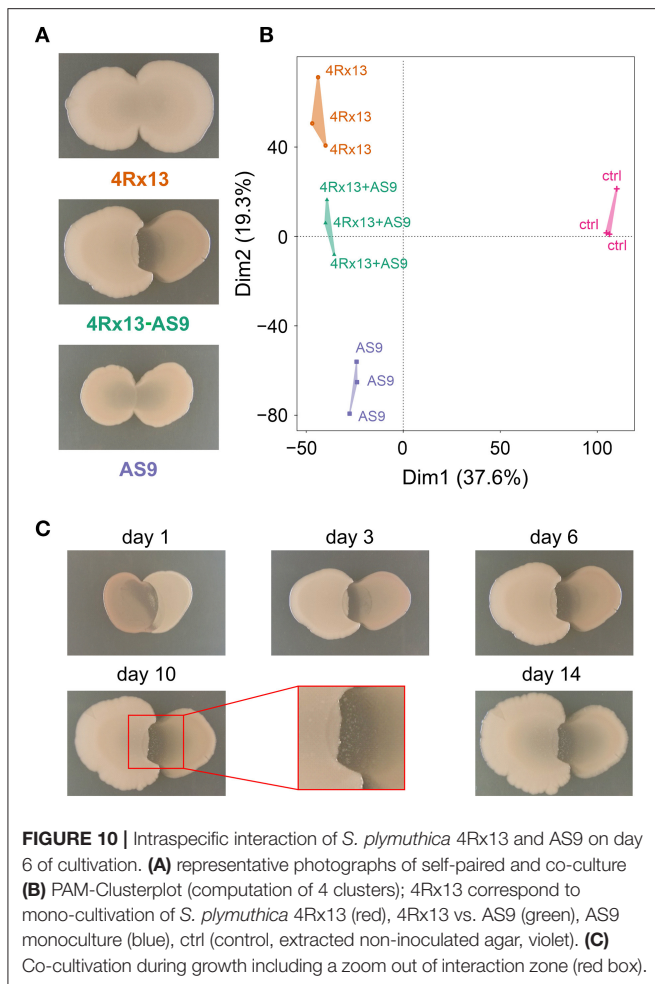 A
B
4Rx13
4Rx13-AS9
AS9
4Rx13
4Rx13
4Rx13
4Rx13+AS9
4Rx13+AS9
4Rx13+AS9
AS9
AS9
AS9
ctrl
ctrl
ctrl
40
0
−40
−80
Dim2 (19.3%)
−50
0
50
100
Dim1 (37.6%)
C
day 1
day 3
day 6
day 10
day 14
FIGURE 10 | Intraspecific interaction of S. plymuthica 4Rx13 and AS9 on day
6 of cultivation. (A) representative photographs of self-paired and co-culture
(B) PAM-Clusterplot (computation of 4 clusters); 4Rx13 correspond to
mono-cultivation of S. plymuthica 4Rx13 (red), 4Rx13 vs. AS9 (green), AS9
monoculture (blue), ctrl (control, extracted non-inoculated agar, violet). (C)
Co-cultivation during growth including a zoom out of interaction zone (red box).